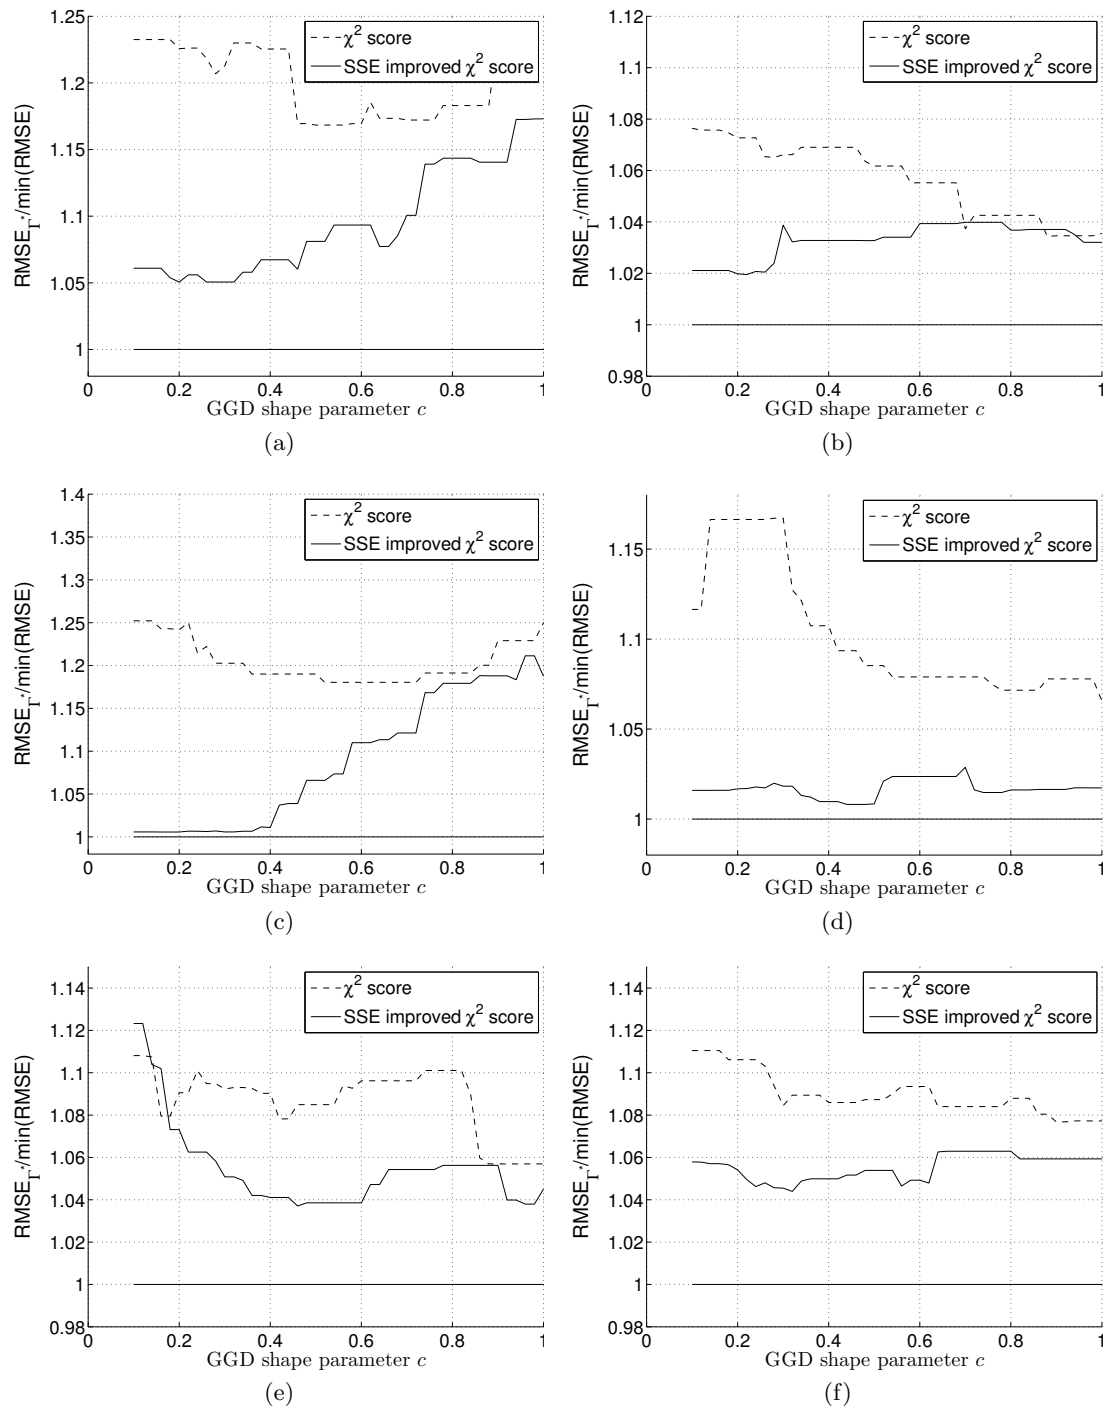 1.25
1.2
1.15
1.1
1.05
1
0 0.2 0.4 0.6 0.8 1
RMSE_Γ*/min(RMSE)
χ² score
SSE improved χ² score
GGD shape parameter c
(a)
1.12
1.1
1.08
1.06
1.04
1.02
1
0.98
0 0.2 0.4 0.6 0.8 1
RMSE_Γ*/min(RMSE)
χ² score
SSE improved χ² score
GGD shape parameter c
(b)
1.4
1.35
1.3
1.25
1.2
1.15
1.1
1.05
1
0 0.2 0.4 0.6 0.8 1
RMSE_Γ*/min(RMSE)
χ² score
SSE improved χ² score
GGD shape parameter c
(c)
1.15
1.1
1.05
1
0 0.2 0.4 0.6 0.8 1
RMSE_Γ*/min(RMSE)
χ² score
SSE improved χ² score
GGD shape parameter c
(d)
1.14
1.12
1.1
1.08
1.06
1.04
1.02
1
0.98
0 0.2 0.4 0.6 0.8 1
RMSE_Γ*/min(RMSE)
χ² score
SSE improved χ² score
GGD shape parameter c
(e)
1.14
1.12
1.1
1.08
1.06
1.04
1.02
1
0.98
0 0.2 0.4 0.6 0.8 1
RMSE_Γ*/min(RMSE)
χ² score
SSE improved χ² score
GGD shape parameter c
(f)